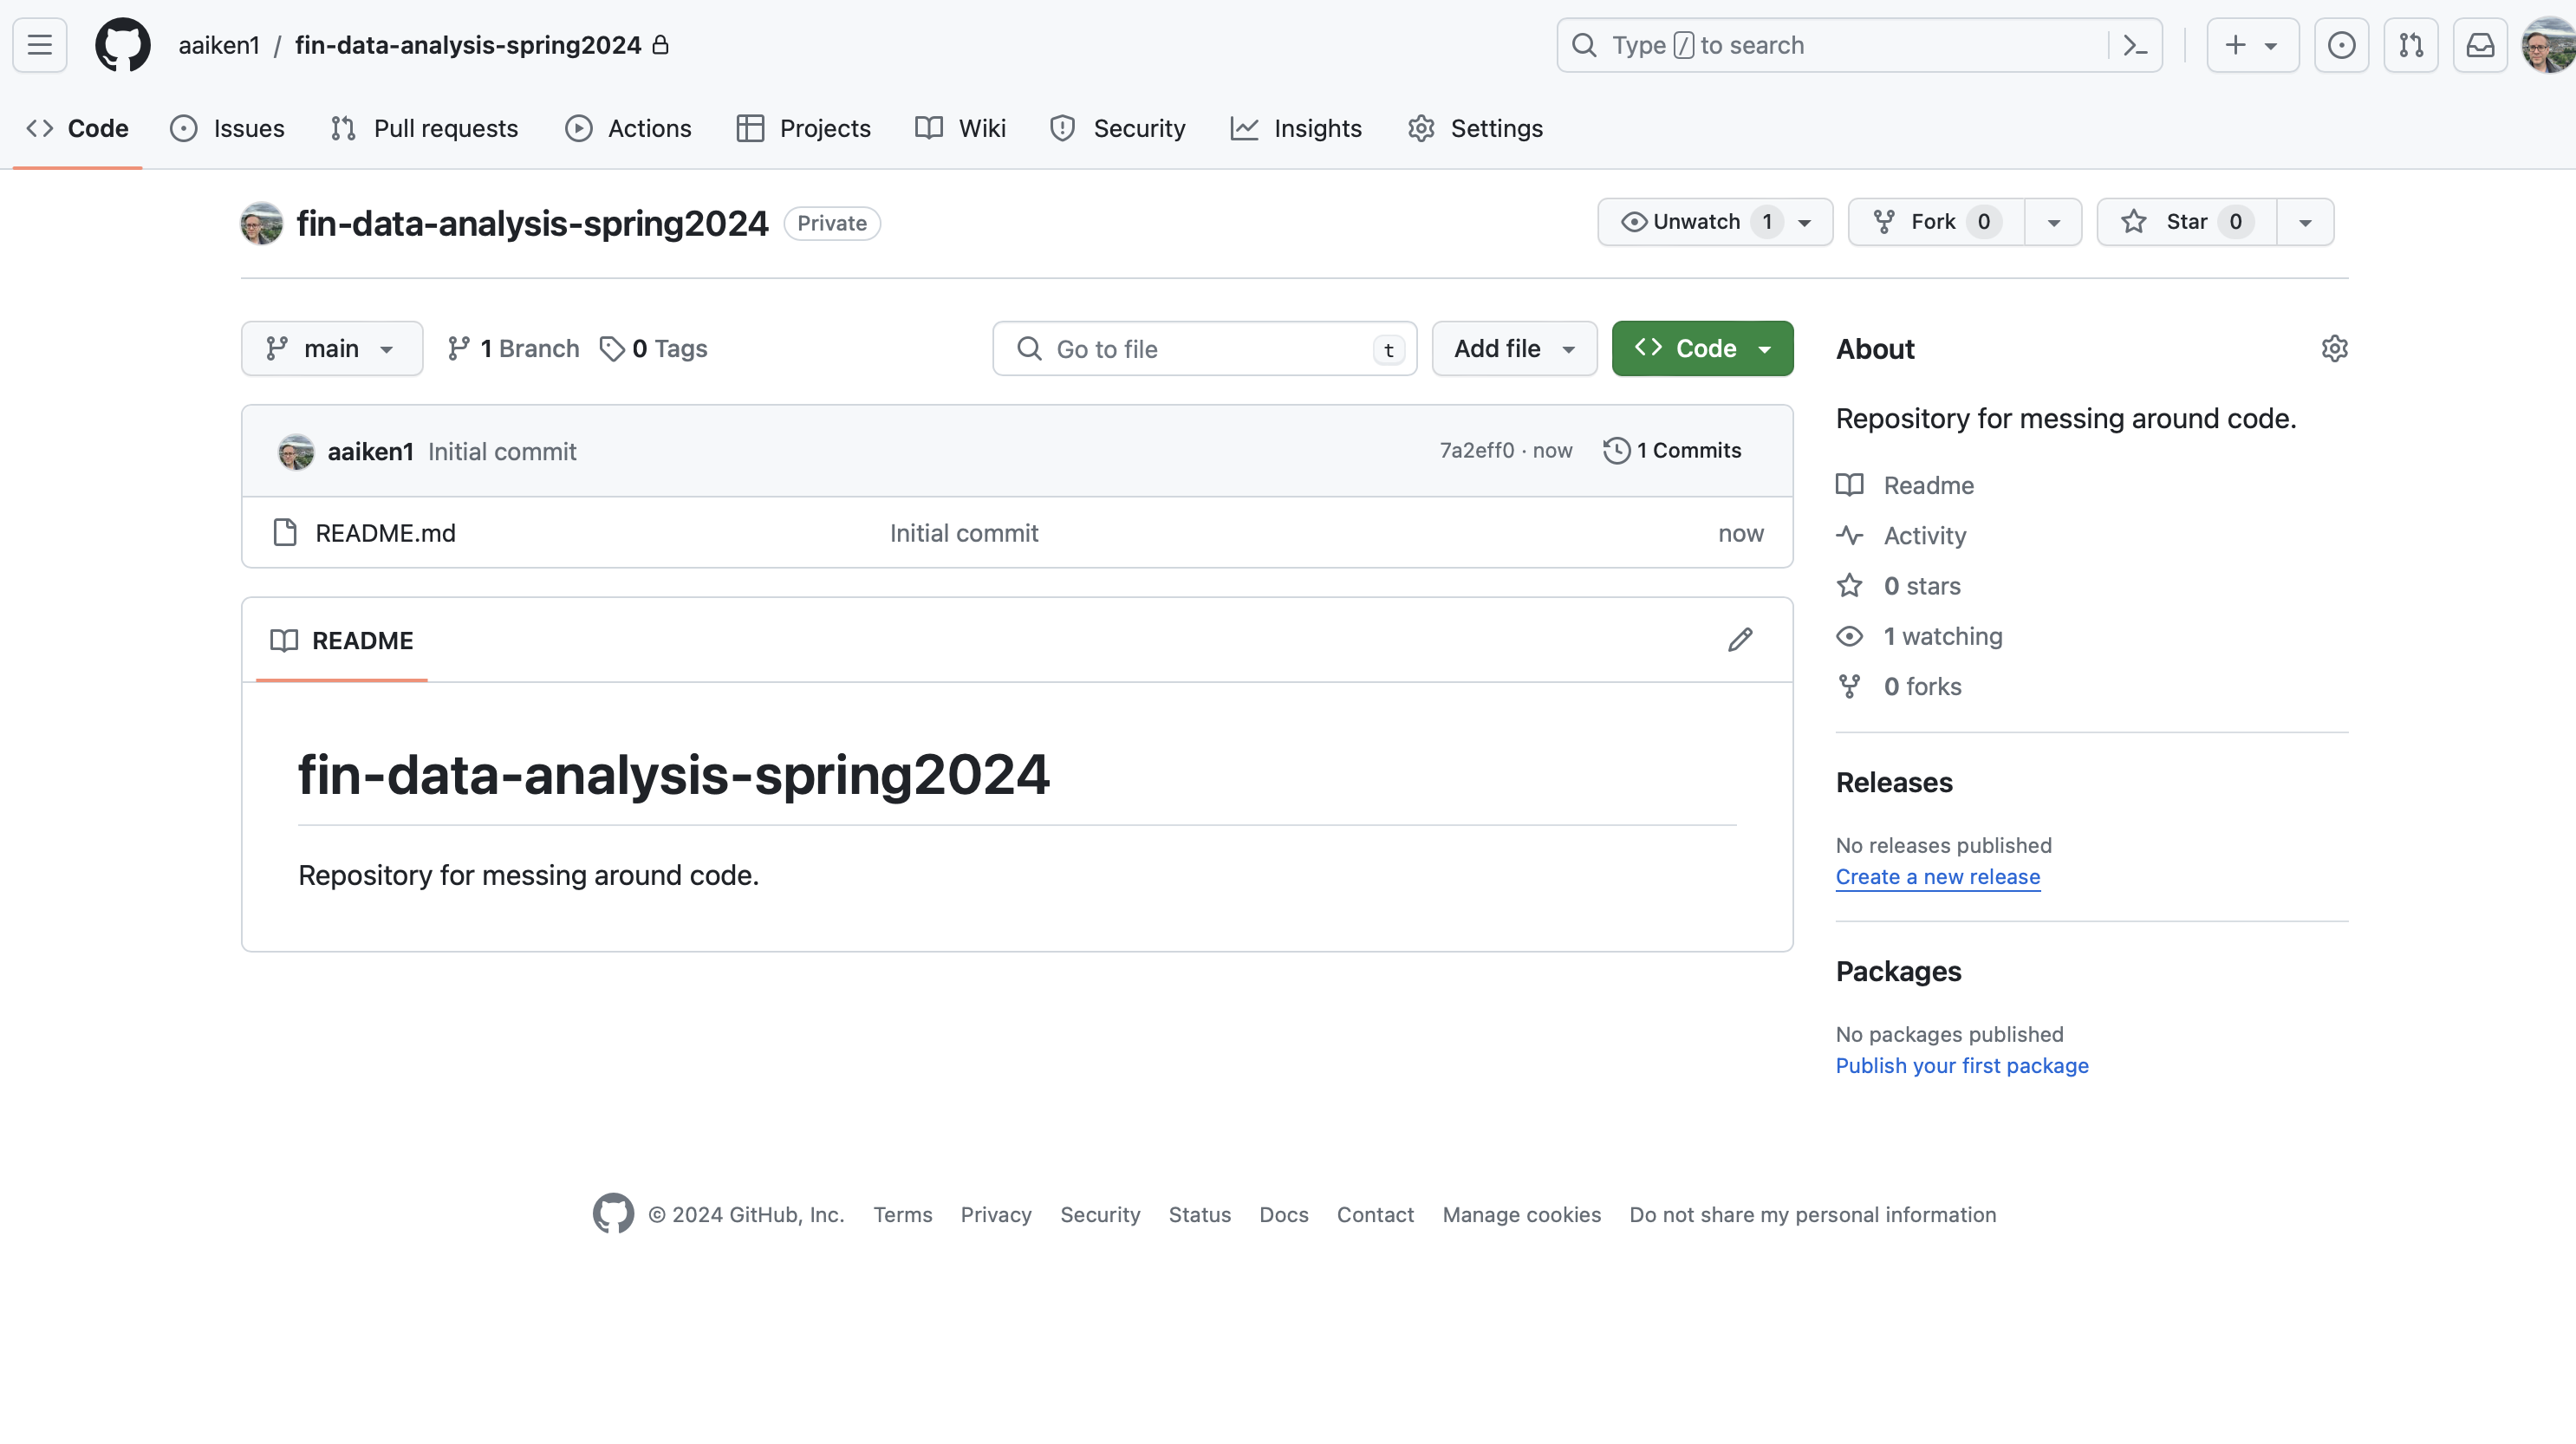 aaiken1 / fin-data-analysis-spring2024
Type / to search
Code Issues Pull requests Actions Projects Wiki Security Insights Settings
fin-data-analysis-spring2024 Private
Unwatch 1 Fork 0 Star 0
main 1 Branch 0 Tags
Go to file t Add file Code
aaiken1 Initial commit 7a2eff0 · now 1 Commits
README.md Initial commit now
README
fin-data-analysis-spring2024
Repository for messing around code.
About
Repository for messing around code.
Readme
Activity
0 stars
1 watching
0 forks
Releases
No releases published
Create a new release
Packages
No packages published
Publish your first package
© 2024 GitHub, Inc. Terms Privacy Security Status Docs Contact Manage cookies Do not share my personal information